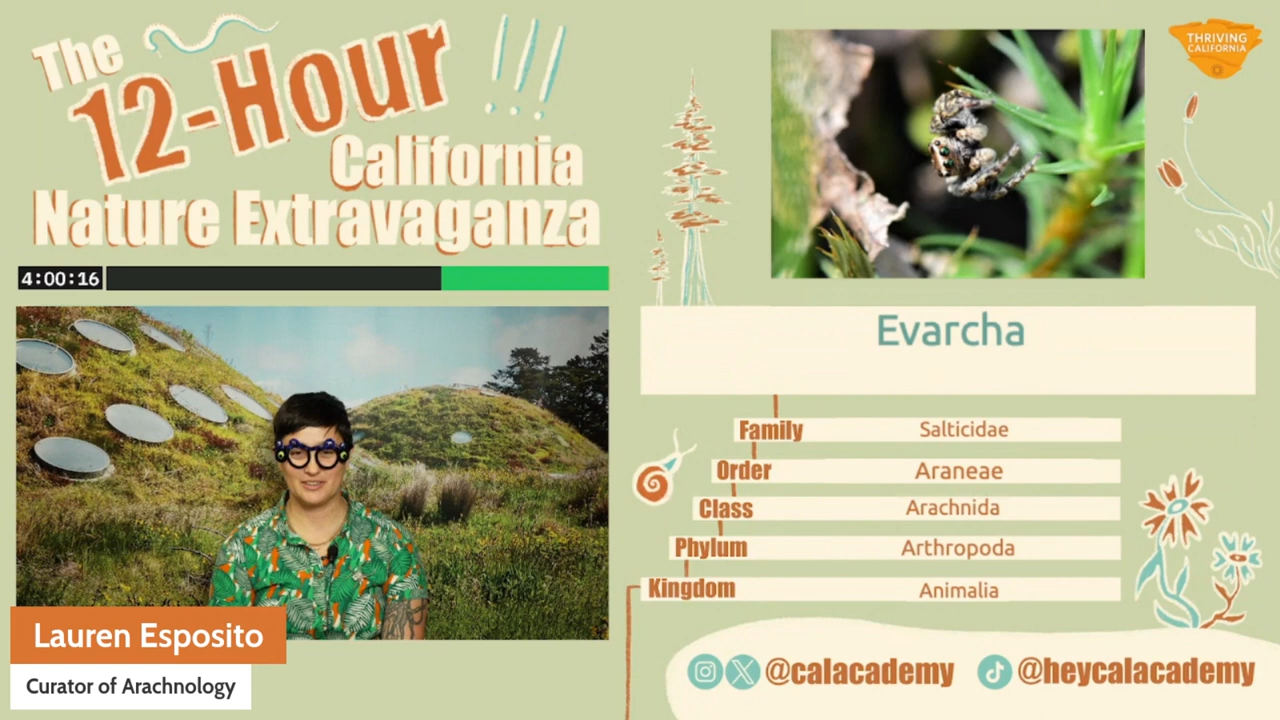 The
12-Hour
!!!
California
Nature Extravaganza
4:00:16
Lauren Esposito
Curator of Arachnology
THRIVING
CALIFORNIA
Evarcha
Family Salticidae
Order Araneae
Class Arachnida
Phylum Arthropoda
Kingdom Animalia
@calacademy @heycalacademy